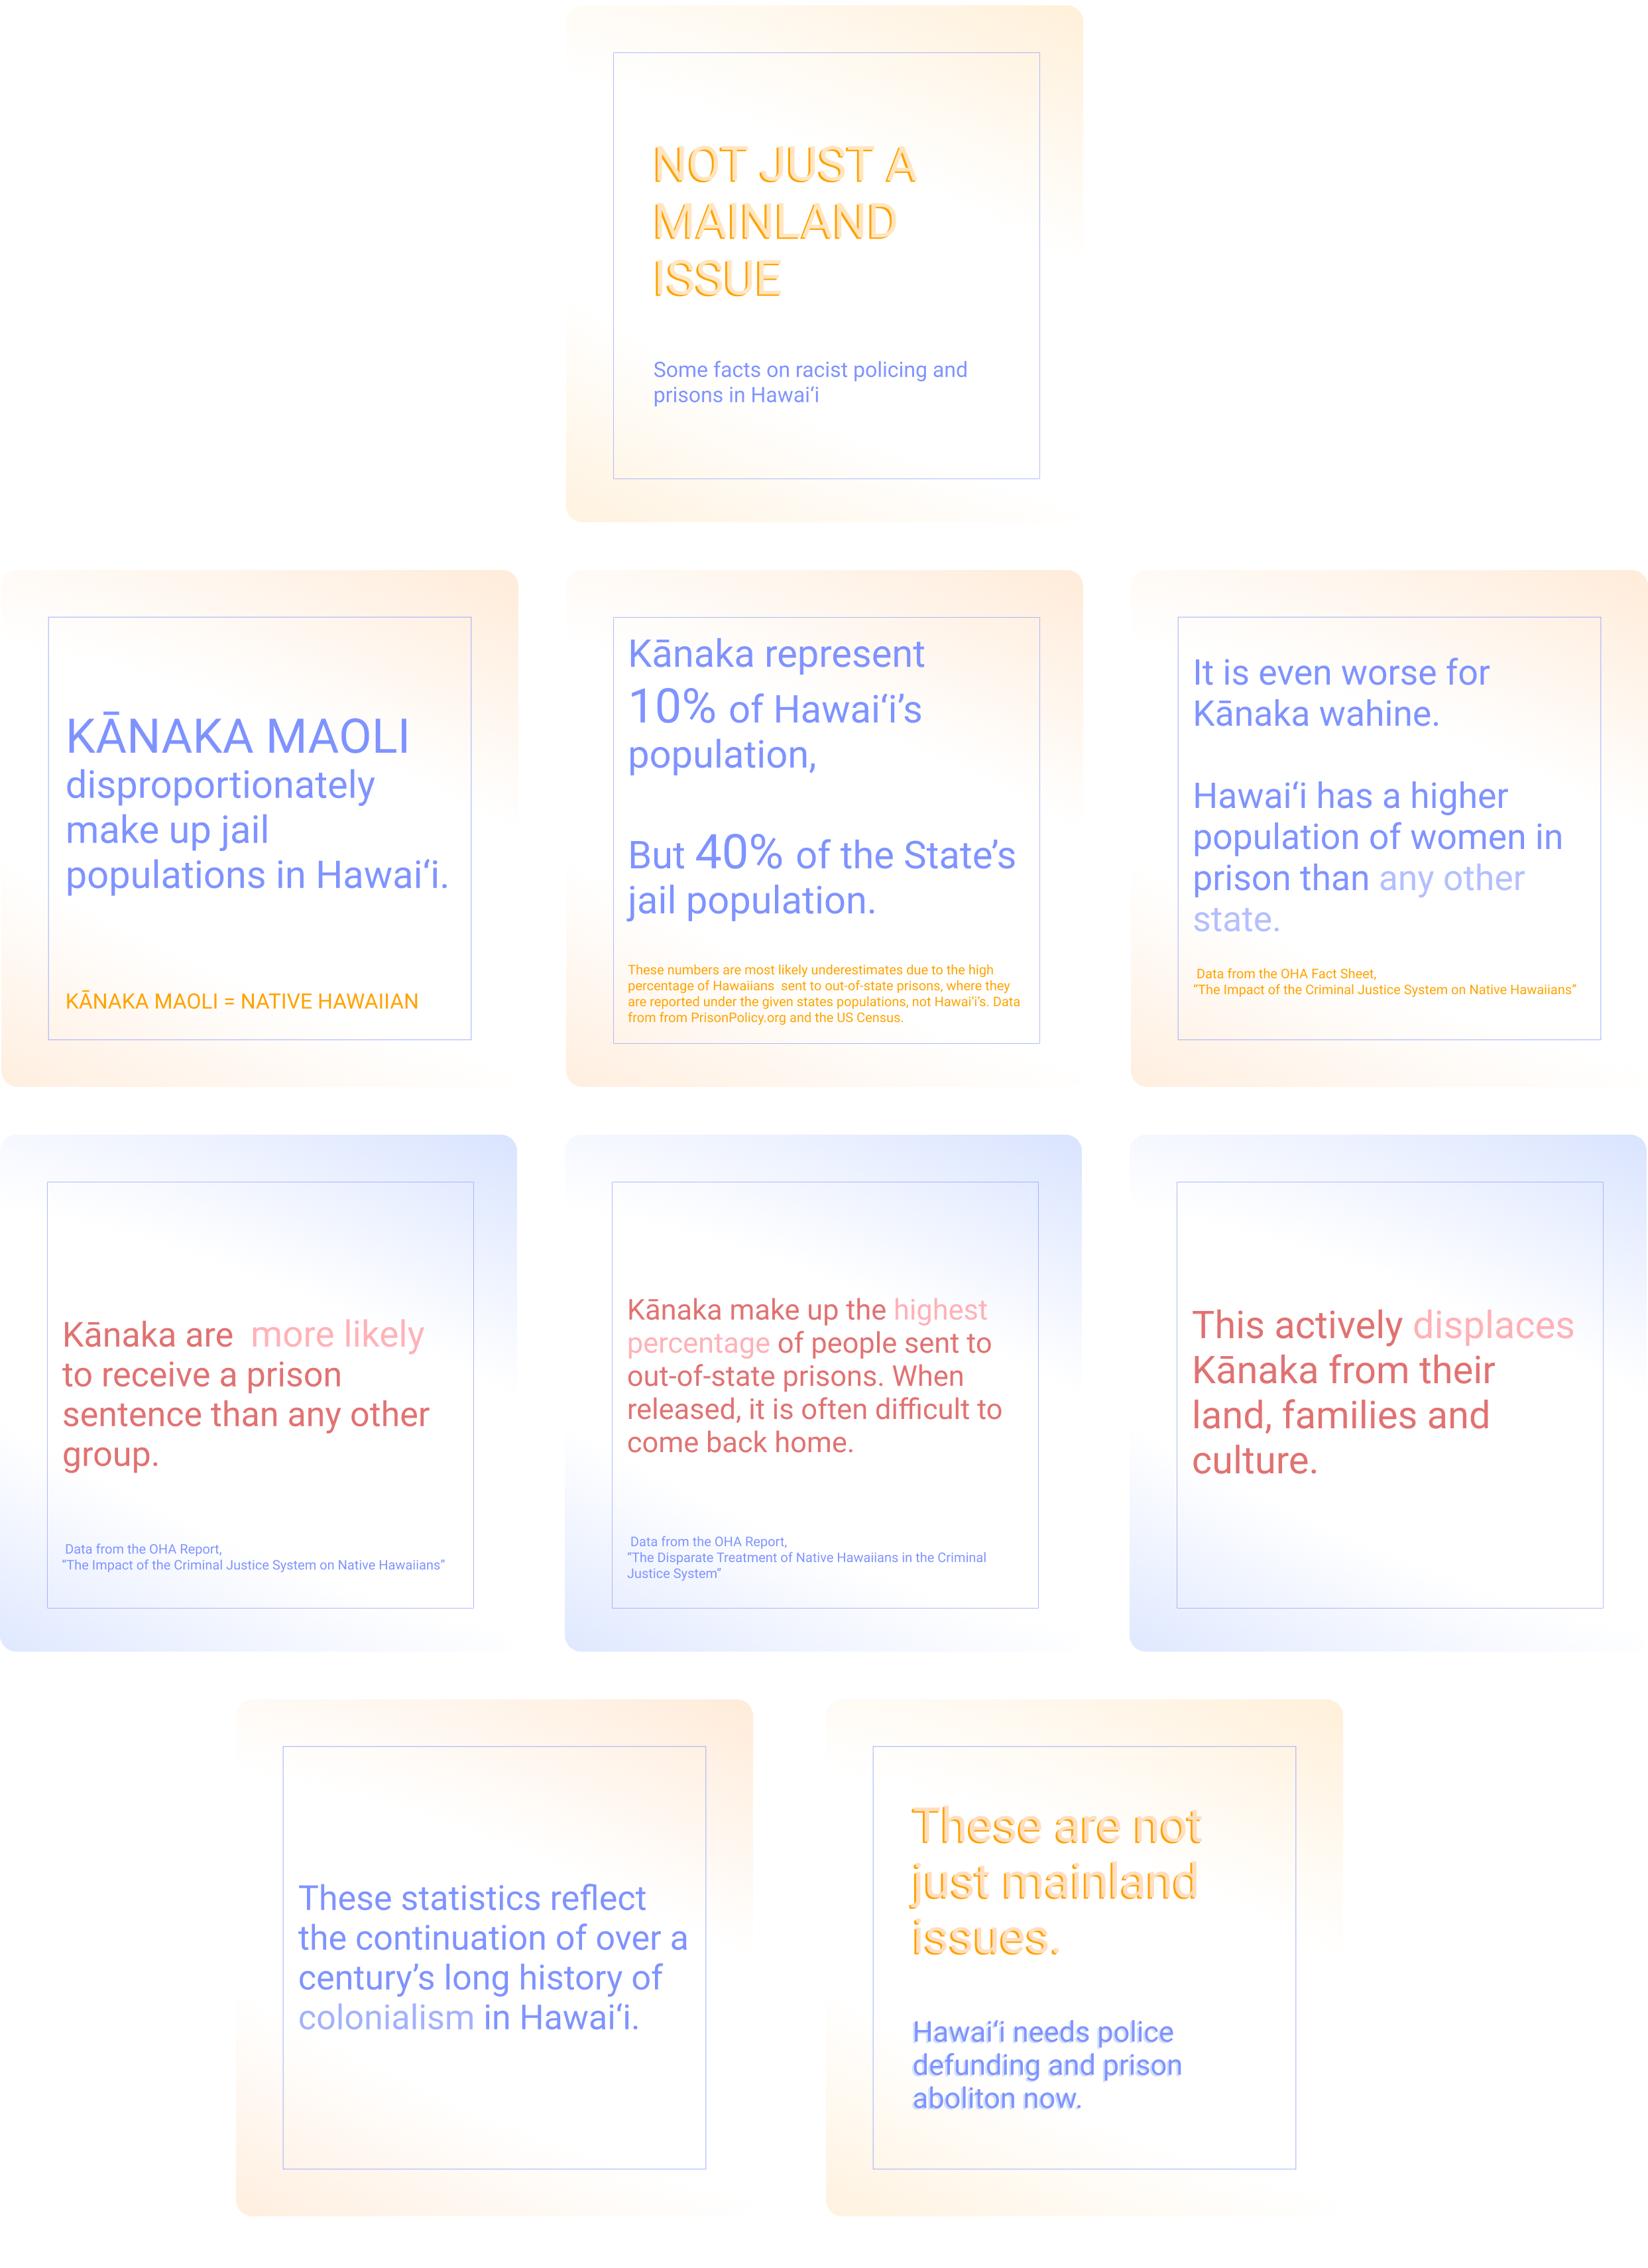 NOT JUST A
MAINLAND
ISSUE
Some facts on racist policing and
prisons in Hawaiʻi
KĀNAKA MAOLI
disproportionately
make up jail
populations in Hawaiʻi.
KĀNAKA MAOLI = NATIVE HAWAIIAN
Kānaka represent
10% of Hawaiʻi’s
population,
But 40% of the State’s
jail population.
These numbers are most likely underestimates due to the high
percentage of Hawaiians  sent to out-of-state prisons, where they
are reported under the given states populations, not Hawai’i’s. Data
from from PrisonPolicy.org and the US Census.
It is even worse for
Kānaka wahine.
Hawaiʻi has a higher
population of women in
prison than any other
state.
Data from the OHA Fact Sheet,
“The Impact of the Criminal Justice System on Native Hawaiians”
Kānaka are  more likely
to receive a prison
sentence than any other
group.
Data from the OHA Report,
“The Impact of the Criminal Justice System on Native Hawaiians”
Kānaka make up the highest
percentage of people sent to
out-of-state prisons. When
released, it is often difficult to
come back home.
Data from the OHA Report,
“The Disparate Treatment of Native Hawaiians in the Criminal
Justice System”
This actively displaces
Kānaka from their
land, families and
culture.
These statistics reflect
the continuation of over a
century’s long history of
colonialism in Hawaiʻi.
These are not
just mainland
issues.
Hawaiʻi needs police
defunding and prison
aboliton now.